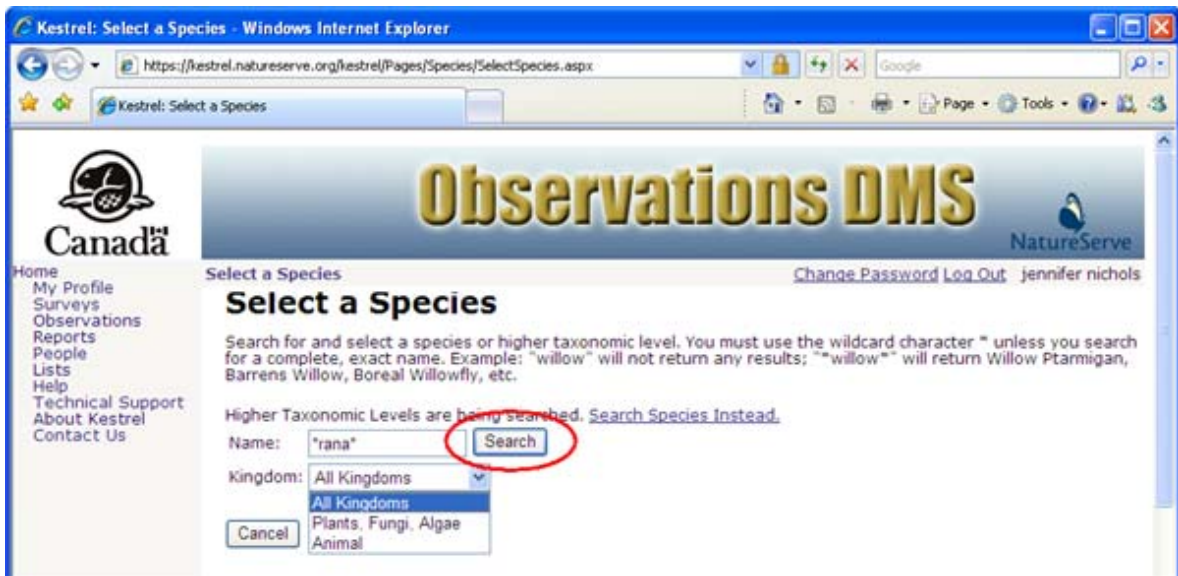 Kestrel: Select a Species - Windows Internet Explorer
https://kestrel.natureserve.org/kestrel/Pages/Species/SelectSpecies.aspx
Google
Kestrel: Select a Species
Page
Tools
Canada
Observations DMS
NatureServe
Home
My Profile
Surveys
Observations
Reports
People
Lists
Help
Technical Support
About Kestrel
Contact Us
Select a Species
Change Password Log Out jennifer nichols
Select a Species
Search for and select a species or higher taxonomic level. You must use the wildcard character * unless you search
for a complete, exact name. Example: "willow" will not return any results; "*willow*" will return Willow Ptarmigan,
Barrens Willow, Boreal Willowfly, etc.
Higher Taxonomic Levels are being searched. Search Species Instead.
Name: *rana* Search
Kingdom: All Kingdoms
All Kingdoms
Plants, Fungi, Algae
Animal
Cancel